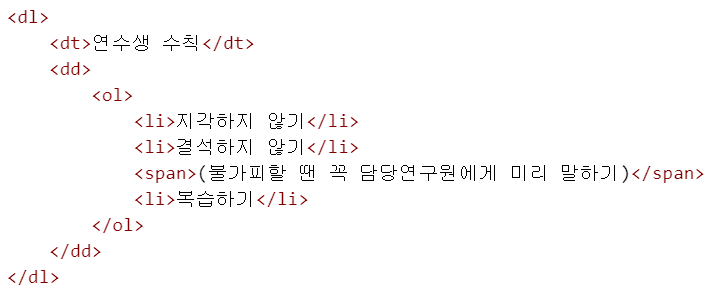 <dl>
<dt>연수생 수칙</dt>
<dd>
<ol>
<li>지각하지 않기</li>
<li>결석하지 않기</li>
<span>(불가피할 땐 꼭 담당연구원에게 미리 말하기)</span>
<li>복습하기</li>
</ol>
</dd>
</dl>